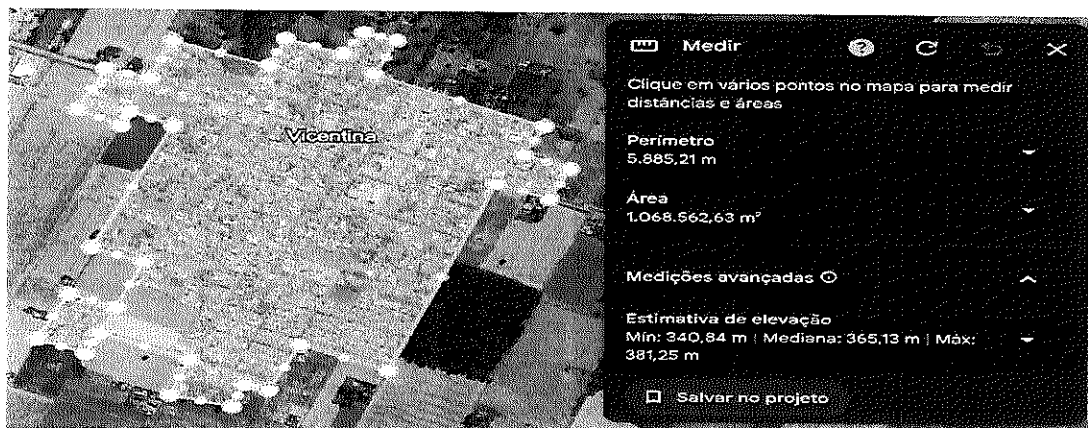 Vicentina
Medir
Clique em vários pontos no mapa para medir
distâncias e áreas
Perímetro
5.885,21 m
Área
1.068.562,63 m²
Medições avançadas
Estimativa de elevação
Mín: 340,84 m | Mediana: 365,13 m | Máx:
381,25 m
Salvar no projeto